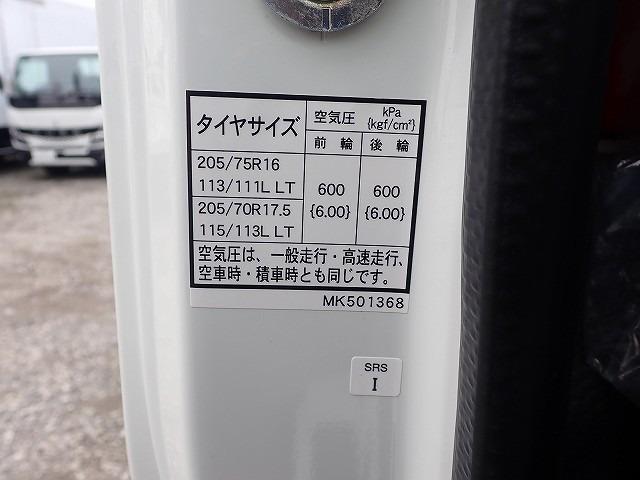 タイヤサイズ
空気圧 kPa {kgf/cm²}
前輪 後輪
205/75R16
113/111L LT
600 {6.00} 600 {6.00}
205/70R17.5
115/113L LT
空気圧は、一般走行・高速走行、
空車時・積車時とも同じです。
MK501368
SRS
I